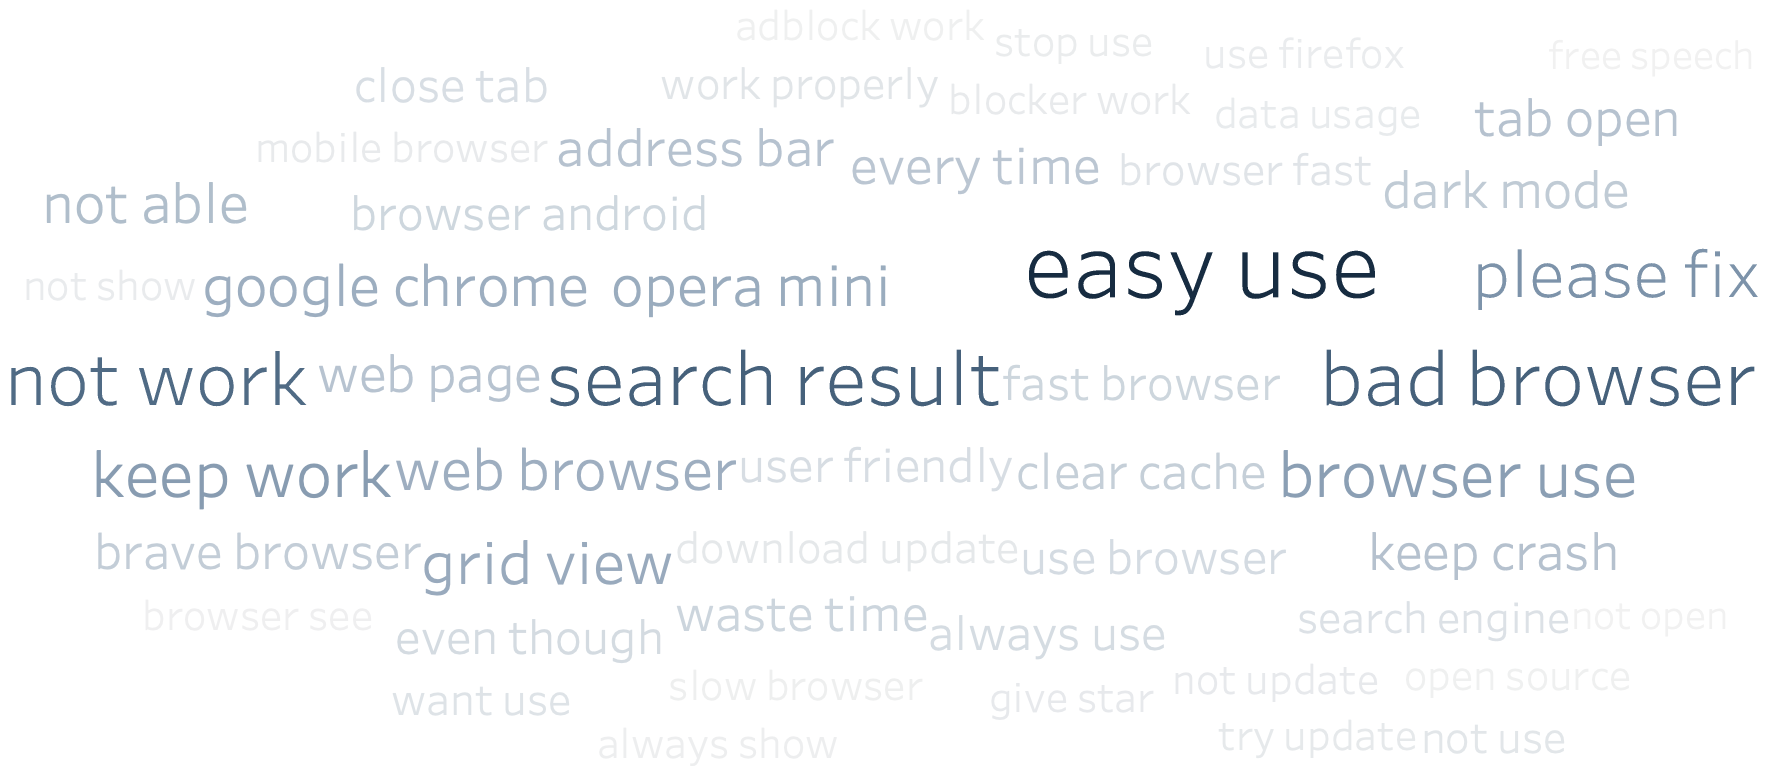 adblock work
stop use
use firefox
free speech
close tab
work properly
blocker work
data usage
tab open
mobile browser
address bar
every time
browser fast
dark mode
not able
browser android
easy use
please fix
not show
google chrome
opera mini
not work
web page
search result
fast browser
bad browser
keep work
web browser
user friendly
clear cache
browser use
brave browser
grid view
download update
use browser
keep crash
browser see
even though
waste time
always use
search engine
not open
want use
slow browser
give star
not update
open source
always show
try update
not use